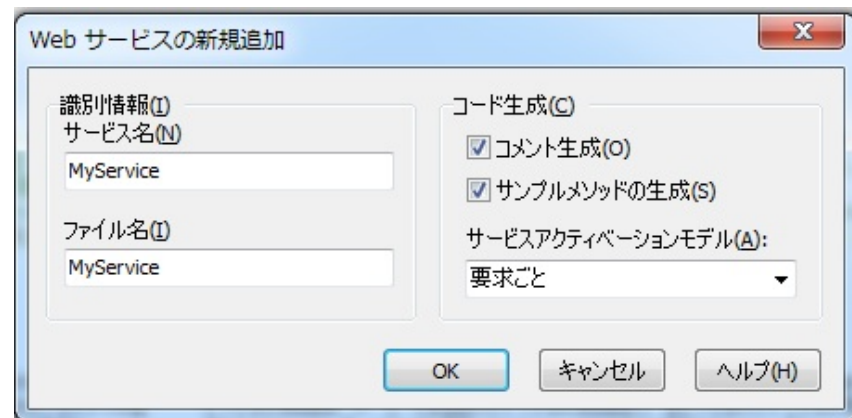 Web サービスの新規追加
識別情報(I)
サービス名(N)
MyService
ファイル名(I)
MyService
コード生成(C)
コメント生成(O)
サンプルメソッドの生成(S)
サービスアクティベーションモデル(A):
要求ごと
OK
キャンセル
ヘルプ(H)